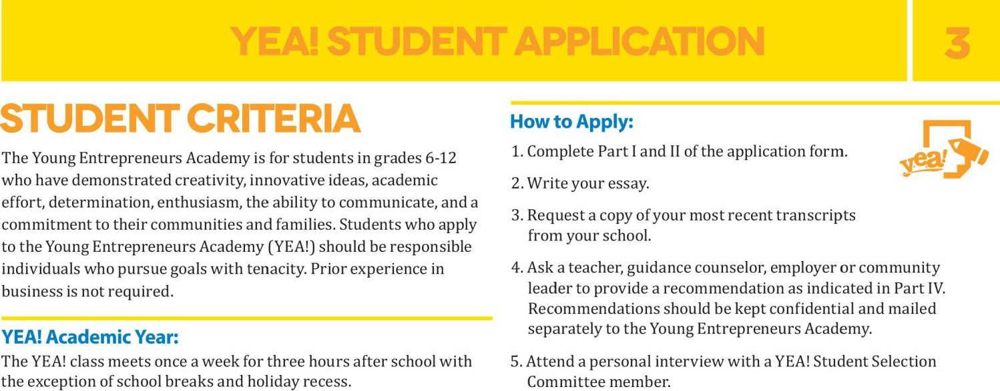 YEA! STUDENT APPLICATION
3
STUDENT CRITERIA
The Young Entrepreneurs Academy is for students in grades 6-12
who have demonstrated creativity, innovative ideas, academic
effort, determination, enthusiasm, the ability to communicate, and a
commitment to their communities and families. Students who apply
to the Young Entrepreneurs Academy (YEA!) should be responsible
individuals who pursue goals with tenacity. Prior experience in
business is not required.
YEA! Academic Year:
The YEA! class meets once a week for three hours after school with
the exception of school breaks and holiday recess.
How to Apply:
yea!
1. Complete Part I and II of the application form.
2. Write your essay.
3. Request a copy of your most recent transcripts
from your school.
4. Ask a teacher, guidance counselor, employer or community
leader to provide a recommendation as indicated in Part IV.
Recommendations should be kept confidential and mailed
separately to the Young Entrepreneurs Academy.
5. Attend a personal interview with a YEA! Student Selection
Committee member.